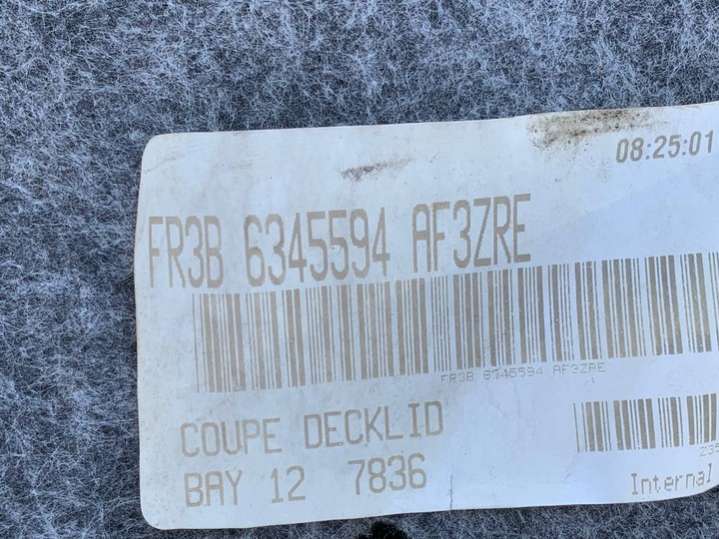 08:25:01
FR3B 6345594 AF3ZRE
FR3B 6345594 AF3ZRE
COUPE DECKLID
BAY 12 7836
Internal